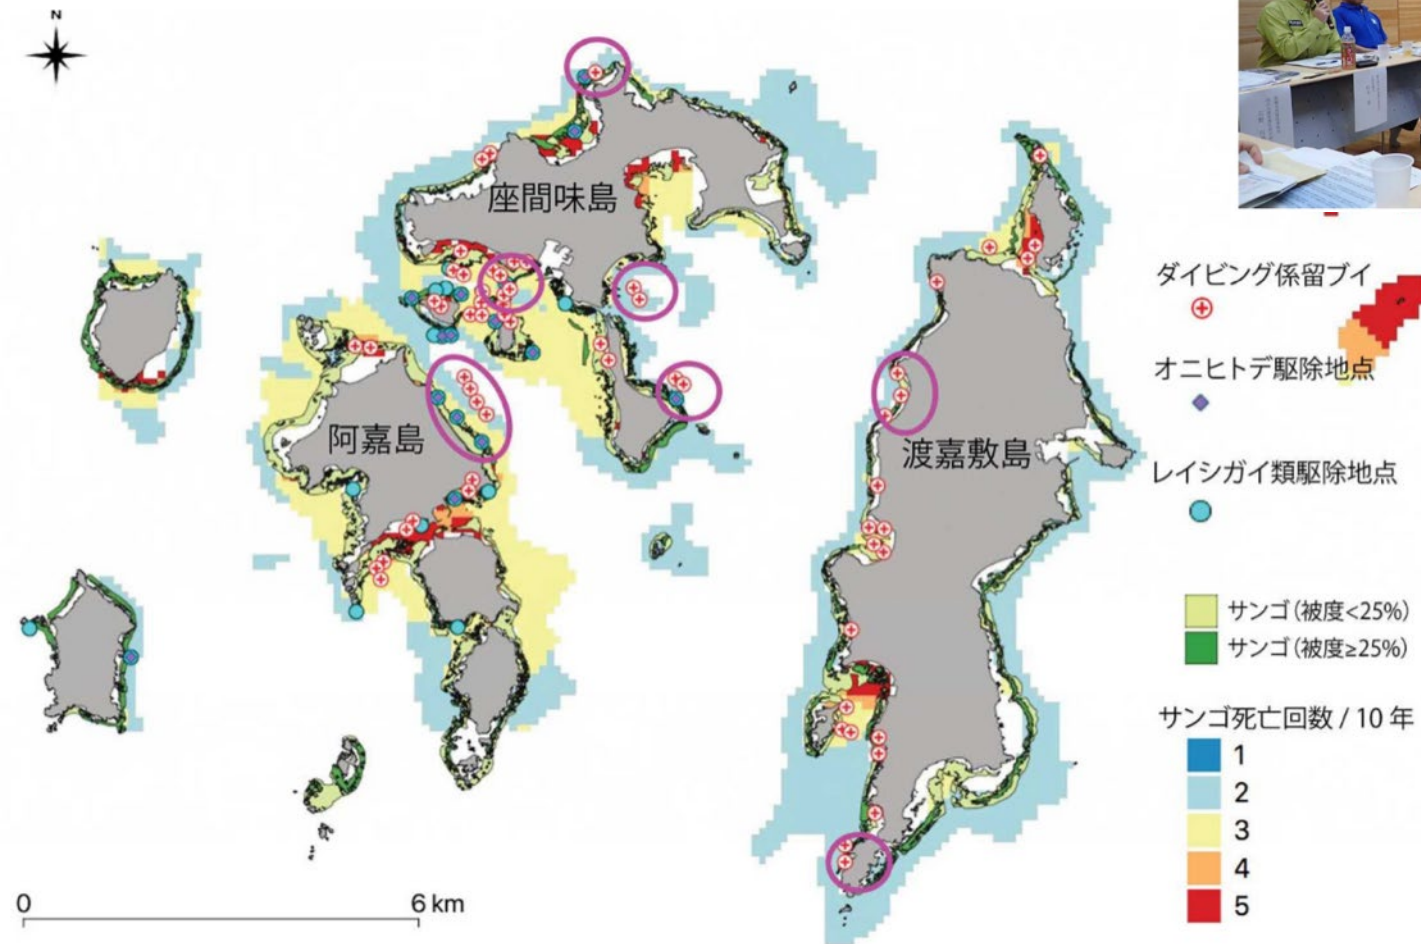 N
座間味島
阿嘉島
渡嘉敷島
0 6 km
ダイビング係留ブイ
オニヒトデ駆除地点
レイシガイ類駆除地点
サンゴ（被度<25%）
サンゴ（被度≥25%）
サンゴ死亡回数 / 10 年
1
2
3
4
5